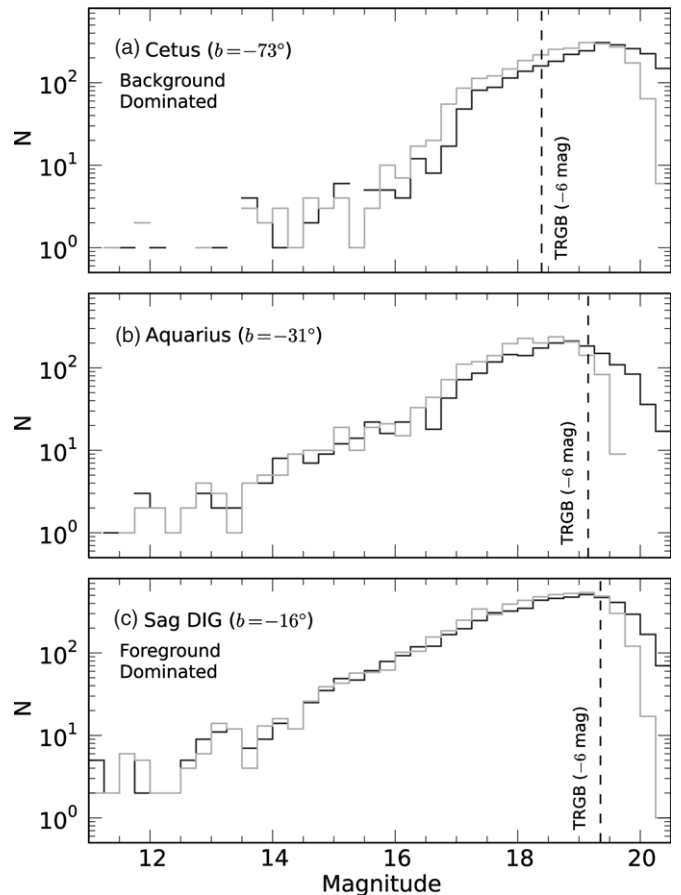 (a) Cetus (b=−73°)
Background
Dominated
N
10²
10¹
10⁰
TRGB (−6 mag)
(b) Aquarius (b=−31°)
N
10²
10¹
10⁰
TRGB (−6 mag)
(c) Sag DIG (b=−16°)
Foreground
Dominated
N
10²
10¹
10⁰
TRGB (−6 mag)
12 14 16 18 20
Magnitude